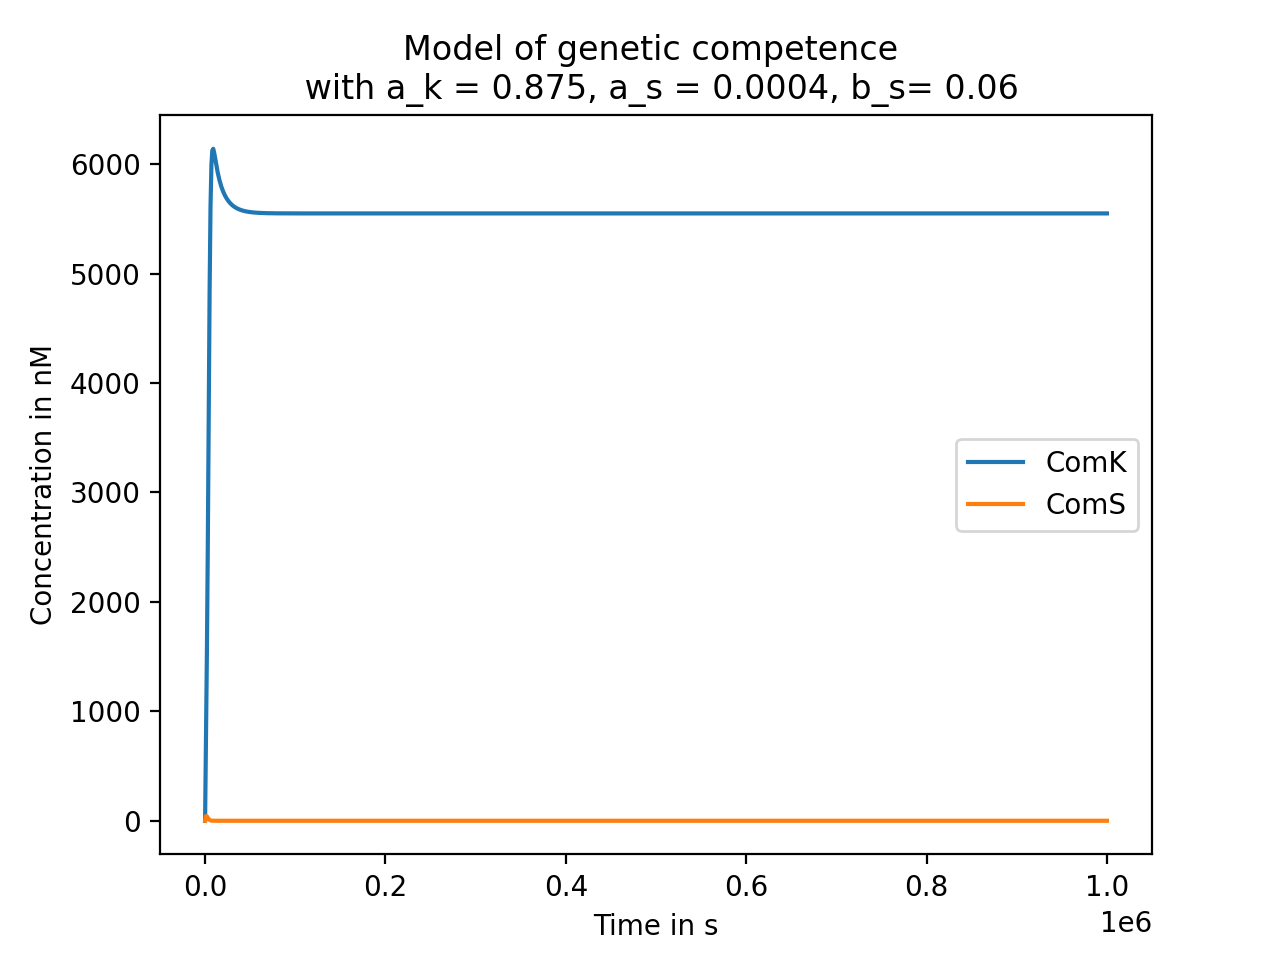 Model of genetic competence
with a_k = 0.875, a_s = 0.0004, b_s= 0.06
6000
5000
4000
3000
2000
1000
0
Concentration in nM
ComK
ComS
0.0 0.2 0.4 0.6 0.8 1.0
1e6
Time in s